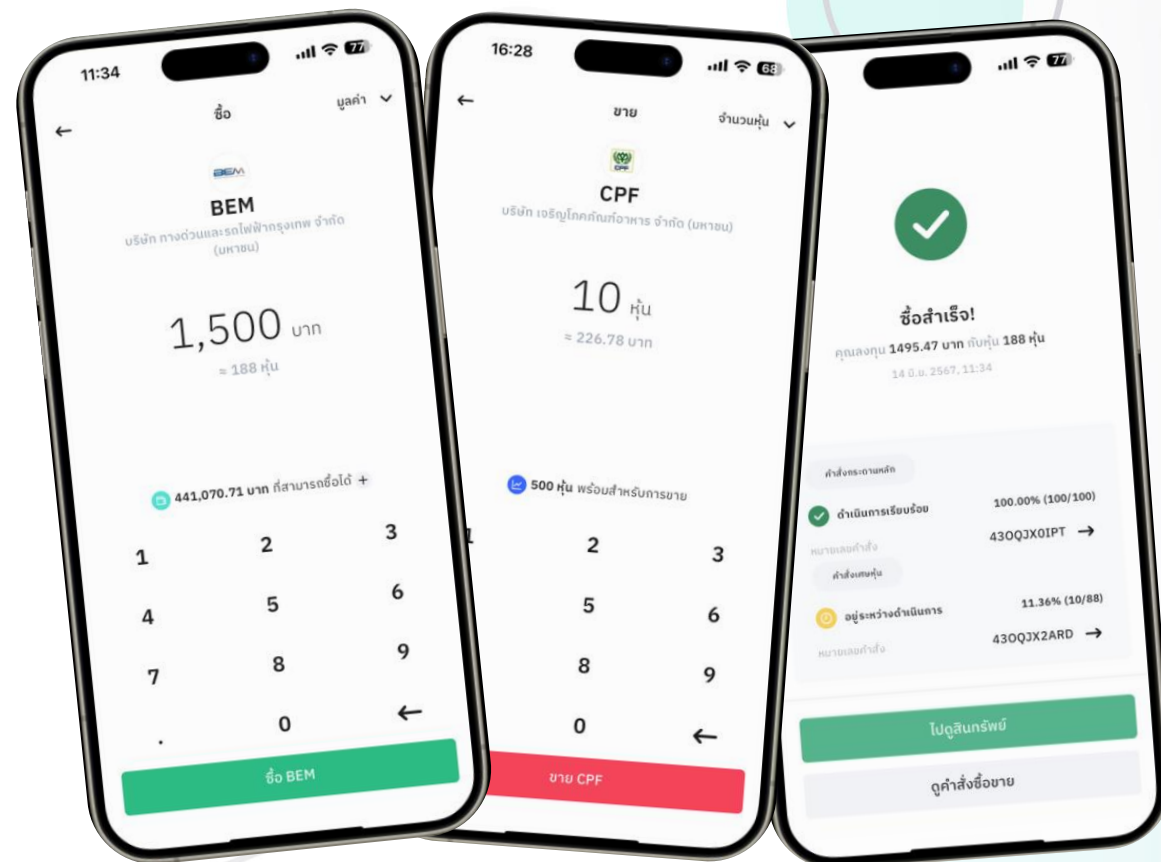 11:34
77
ซื้อ
มูลค่า
BEM
BEM
บริษัท ทางด่วนและรถไฟฟ้ากรุงเทพ จำกัด
(มหาชน)
1,500 บาท
≈ 188 หุ้น
441,070.71 บาท ที่สามารถซื้อได้ +
1 2 3
4 5 6
7 8 9
. 0 ←
ซื้อ BEM
16:28
68
←
ขาย
จำนวนหุ้น
CPF
CPF
บริษัท เจริญโภคภัณฑ์อาหาร จำกัด (มหาชน)
10 หุ้น
≈ 226.78 บาท
500 หุ้น พร้อมสำหรับการขาย
1 2 3
5 6
8 9
0 ←
ขาย CPF
77
ซื้อสำเร็จ!
คุณลงทุน 1495.47 บาท กับหุ้น 188 หุ้น
14 มิ.ย. 2567, 11:34
คำสั่งกระดานหลัก
ดำเนินการเรียบร้อย 100.00% (100/100)
หมายเลขคำสั่ง 43OQJX0IPT →
คำสั่งเศษหุ้น
อยู่ระหว่างดำเนินการ 11.36% (10/88)
หมายเลขคำสั่ง 43OQJX2ARD →
ไปดูสินทรัพย์
ดูคำสั่งซื้อขาย